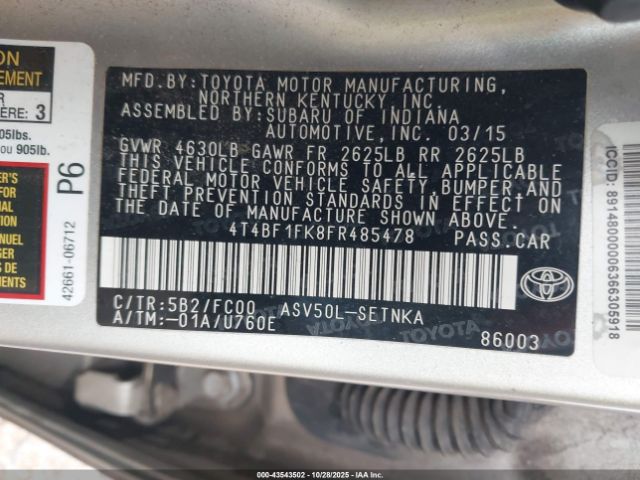 ON
EMENT
R
ERE: 3
05lbs.
ou 905lb.
P6
42661-06712
MFD.BY:TOYOTA MOTOR MANUFACTURING,
NORTHERN KENTUCKY,INC.
ASSEMBLED BY:SUBARU OF INDIANA
AUTOMOTIVE,INC. 03/15
GVWR 4630LB GAWR FR 2625LB RR 2625LB
THIS VEHICLE CONFORMS TO ALL APPLICABLE
FEDERAL MOTOR VEHICLE SAFETY,BUMPER AND
THEFT PREVENTION STANDARDS IN EFFECT ON
THE DATE OF MANUFACTURE SHOWN ABOVE.
4T4BF1FK8FR485478 PASS.CAR
TOYOTA
C/TR:5B2/FC00 ASV50L-SETNKA
A/TM:-01A/U760E
86003
ICCID: 89148000006366305918
000-43543502 | 10/28/2025 - IAAI.COM